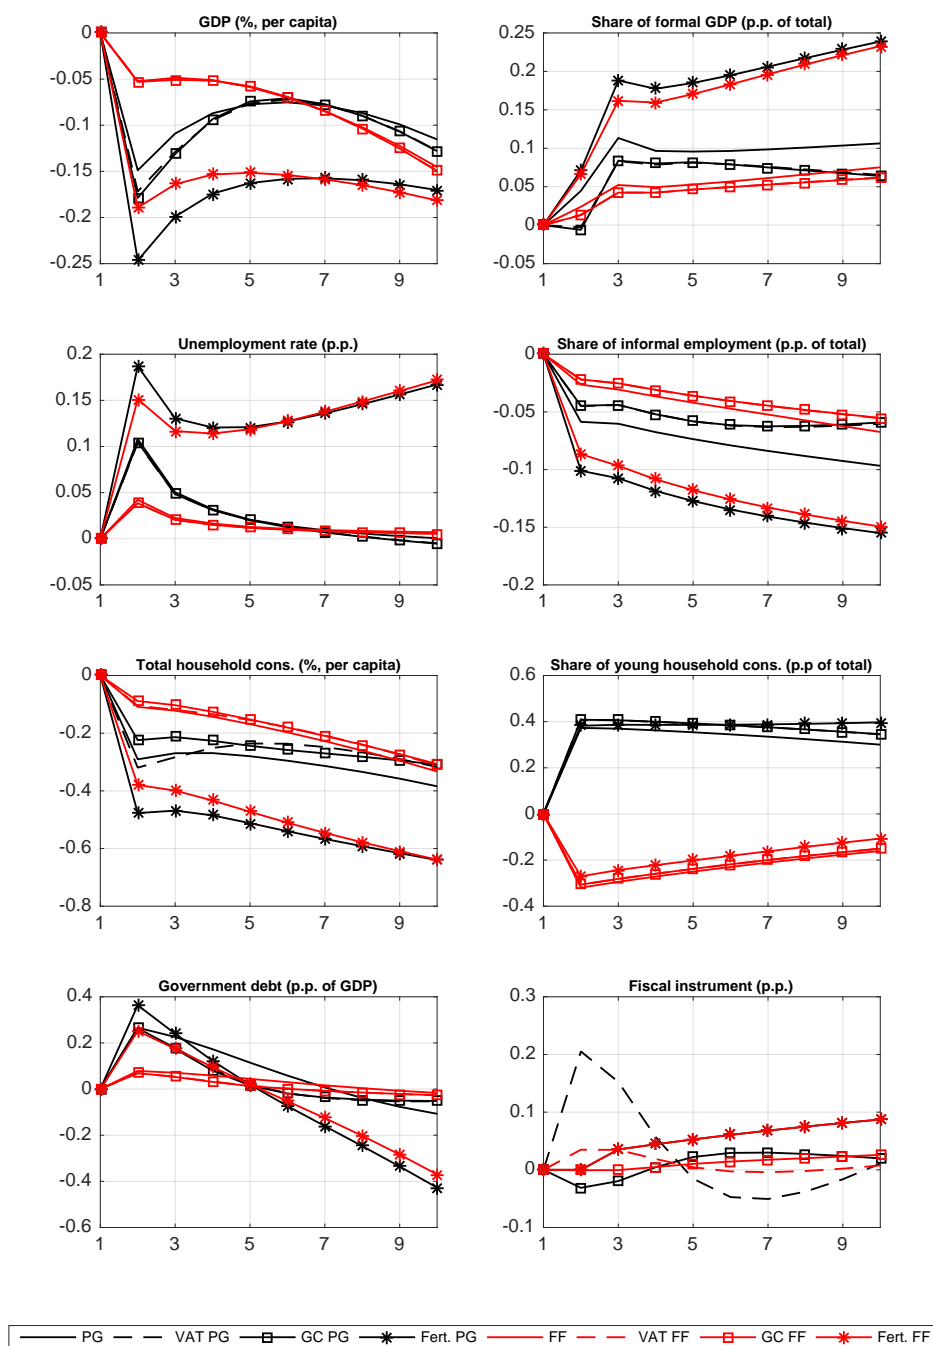 GDP (%, per capita)
0
-0.05
-0.1
-0.15
-0.2
-0.25
1 3 5 7 9
Share of formal GDP (p.p. of total)
0.25
0.2
0.15
0.1
0.05
0
-0.05
1 3 5 7 9
Unemployment rate (p.p.)
0.2
0.15
0.1
0.05
0
-0.05
1 3 5 7 9
Share of informal employment (p.p. of total)
0
-0.05
-0.1
-0.15
-0.2
1 3 5 7 9
Total household cons. (%, per capita)
0
-0.2
-0.4
-0.6
-0.8
1 3 5 7 9
Share of young household cons. (p.p of total)
0.6
0.4
0.2
0
-0.2
-0.4
1 3 5 7 9
Government debt (p.p. of GDP)
0.4
0.2
0
-0.2
-0.4
-0.6
1 3 5 7 9
Fiscal instrument (p.p.)
0.3
0.2
0.1
0
-0.1
1 3 5 7 9
PG VAT PG GC PG Fert. PG FF VAT FF GC FF Fert. FF